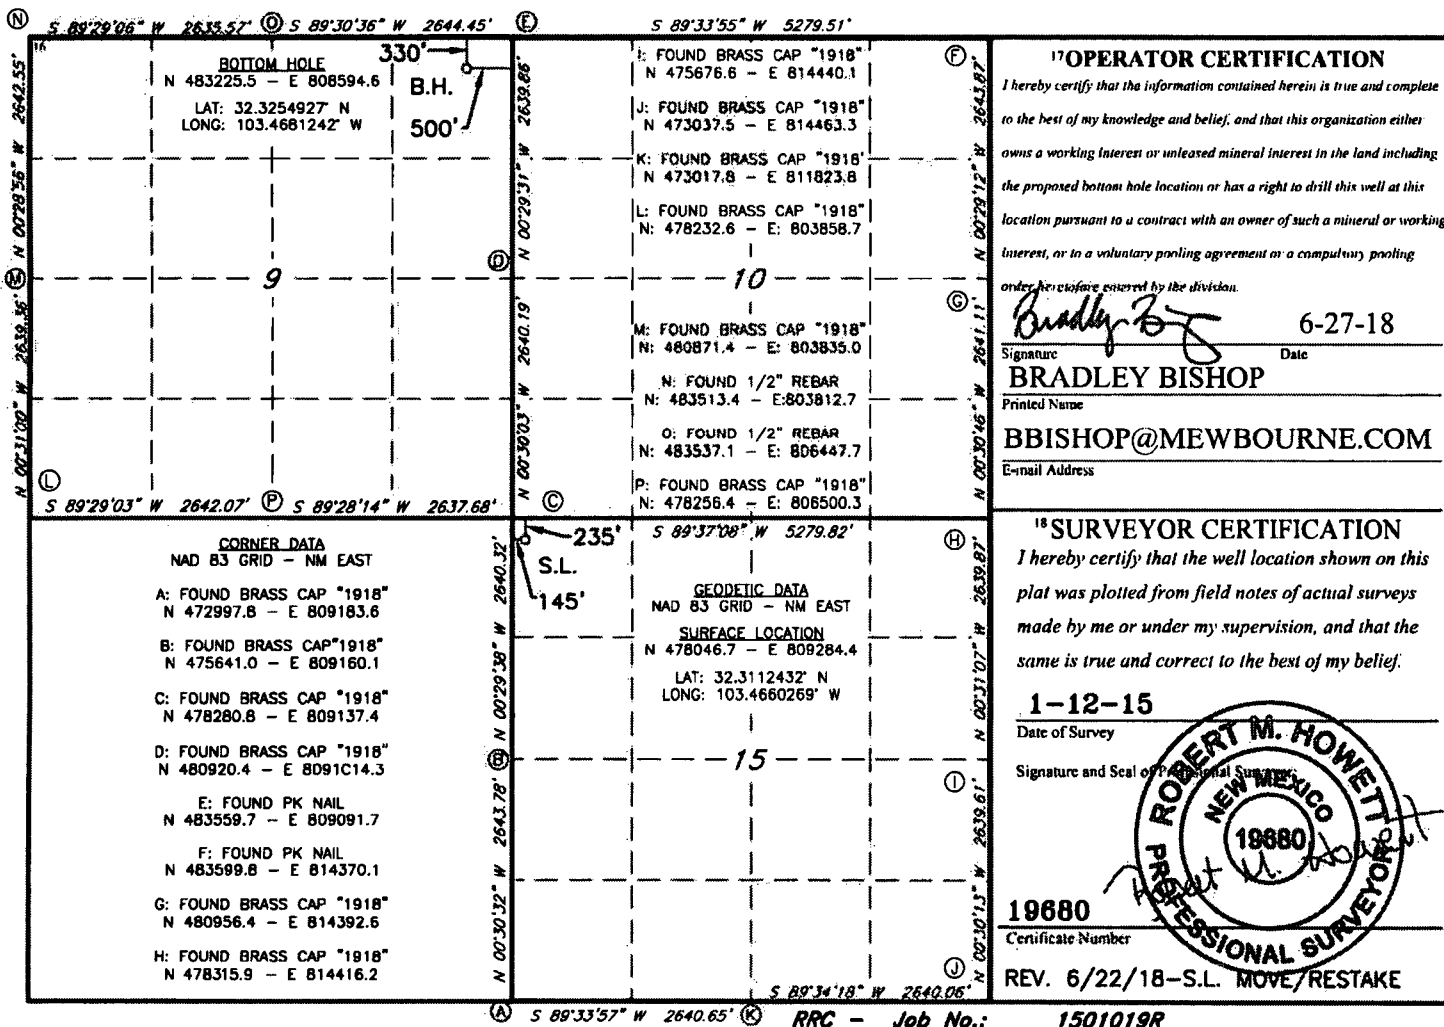 N S 89°29'06" W 2635.57' O S 89°30'36" W 2644.45' E S 89°33'55" W 5279.51'
16
BOTTOM HOLE
N 483225.5 – E 808594.6
LAT: 32.3254927° N
LONG: 103.4681242° W
330'
B.H.
500'
N 00°28'56" W 2642.55'
M
N 00°31'00" W 2639.36'
9
L
S 89°29'03" W 2642.07' P S 89°28'14" W 2637.68'
N 00°29'31" W 2639.86'
D
N 00°30'03" W 2640.19'
C
I: FOUND BRASS CAP "1918"
N 475676.6 – E 814440.1
J: FOUND BRASS CAP "1918"
N 473037.5 – E 814463.3
K: FOUND BRASS CAP "1918'
N 473017.8 – E 811823.8
L: FOUND BRASS CAP "1918"
N: 478232.6 – E: 803858.7
10
M: FOUND BRASS CAP "1918"
N: 480871.4 – E: 803835.0
N: FOUND 1/2" REBAR
N: 483513.4 – E:803812.7
O: FOUND 1/2" REBAR
N: 483537.1 – E: 806447.7
P: FOUND BRASS CAP "1918"
N: 478256.4 – E: 806500.3
F
N 00°29'12" W 2643.87'
G
N 00°30'46" W 2641.11'
CORNER DATA
NAD 83 GRID – NM EAST
A: FOUND BRASS CAP "1918"
N 472997.8 – E 809183.6
B: FOUND BRASS CAP"1918"
N 475641.0 – E 809160.1
C: FOUND BRASS CAP "1918"
N 478280.8 – E 809137.4
D: FOUND BRASS CAP "1918"
N 480920.4 – E 8091C14.3
E: FOUND PK NAIL
N 483559.7 – E 809091.7
F: FOUND PK NAIL
N 483599.8 – E 814370.1
G: FOUND BRASS CAP "1918"
N 480956.4 – E 814392.6
H: FOUND BRASS CAP "1918"
N 478315.9 – E 814416.2
N 00°29'38" W 2640.32'
B
N 00°30'32" W 2643.78'
235'
S.L.
145'
S 89°37'08" W 5279.82'
H
GEODETIC DATA
NAD 83 GRID – NM EAST
SURFACE LOCATION
N 478046.7 – E 809284.4
LAT: 32.3112432° N
LONG: 103.4660269° W
15
N 00°31'07" W 2639.87'
I
N 00°30'13" W 2639.61'
J
S 89°34'18" W 2640.06'
A S 89°33'57" W 2640.65' K RRC – Job No.: 1501019R
17 OPERATOR CERTIFICATION
I hereby certify that the information contained herein is true and complete
to the best of my knowledge and belief, and that this organization either
owns a working interest or unleased mineral interest in the land including
the proposed bottom hole location or has a right to drill this well at this
location pursuant to a contract with an owner of such a mineral or working
interest, or to a voluntary pooling agreement or a compulsory pooling
order heretofore entered by the division.
6-27-18
Signature Date
BRADLEY BISHOP
Printed Name
BBISHOP@MEWBOURNE.COM
E-mail Address
18 SURVEYOR CERTIFICATION
I hereby certify that the well location shown on this
plat was plotted from field notes of actual surveys
made by me or under my supervision, and that the
same is true and correct to the best of my belief.
1-12-15
Date of Survey
Signature and Seal of Professional Surveyor:
ROBERT M. HOWETT
NEW MEXICO
19680
PROFESSIONAL SURVEYOR
Robert M. Howett
19680
Certificate Number
REV. 6/22/18–S.L. MOVE/RESTAKE